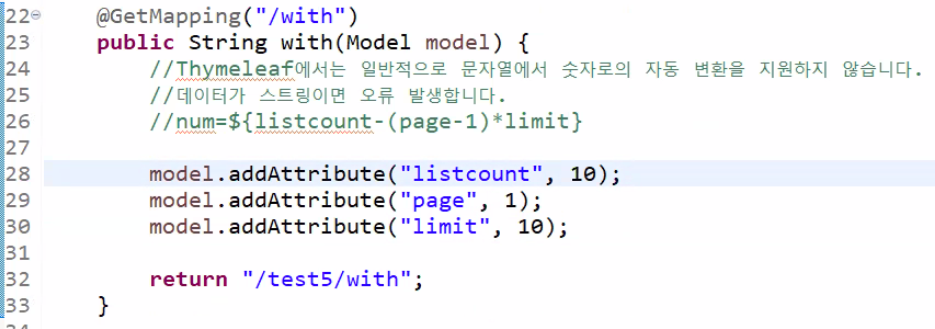 22 @GetMapping("/with")
23 public String with(Model model) {
24 //Thymeleaf에서는 일반적으로 문자열에서 숫자로의 자동 변환을 지원하지 않습니다.
25 //데이터가 스트링이면 오류 발생합니다.
26 //num=${listcount-(page-1)*limit}
27
28 model.addAttribute("listcount", 10);
29 model.addAttribute("page", 1);
30 model.addAttribute("limit", 10);
31
32 return "/test5/with";
33 }